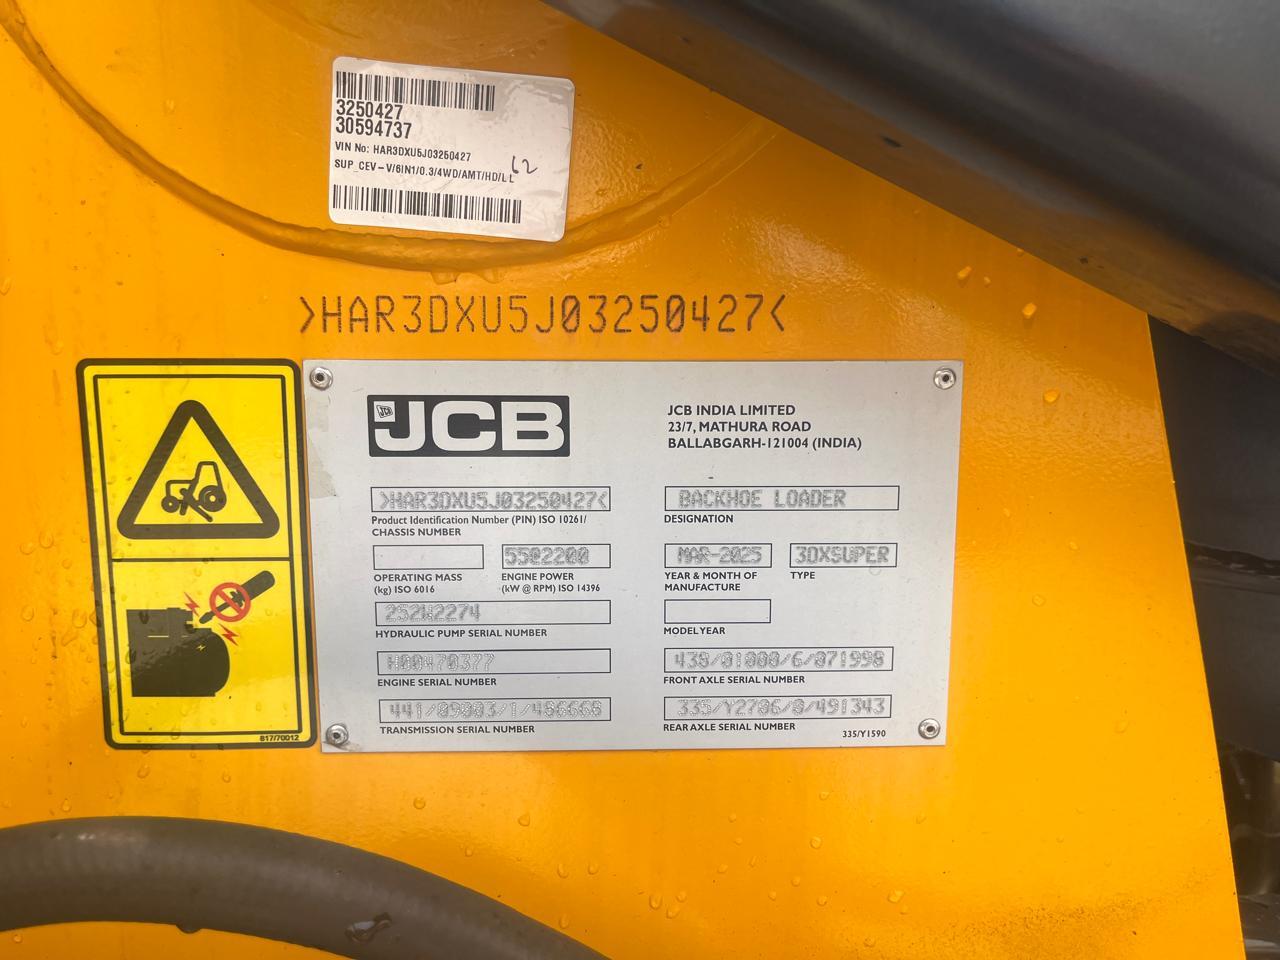 3250427
30594737
VIN No: HAR3DXU5J03250427
SUP_CEV-V/6IN1/0.3/4WD/AMT/HD/LL
62
>HAR3DXU5J03250427<
JCB
JCB INDIA LIMITED
23/7, MATHURA ROAD
BALLABGARH-121004 (INDIA)
>HAR3DXU5J03250427<
Product Identification Number (PIN) ISO 10261/
CHASSIS NUMBER
BACKHOE LOADER
DESIGNATION
OPERATING MASS
(kg) ISO 6016
55@2200
ENGINE POWER
(kW @ RPM) ISO 14396
MAR-2025
YEAR & MONTH OF
MANUFACTURE
3DXSUPER
TYPE
252W2274
HYDRAULIC PUMP SERIAL NUMBER
MODEL YEAR
H00470377
ENGINE SERIAL NUMBER
438/01000/6/071998
FRONT AXLE SERIAL NUMBER
441/09003/1/486668
TRANSMISSION SERIAL NUMBER
335/Y2706/0/491343
REAR AXLE SERIAL NUMBER
335/Y1590
817/70012